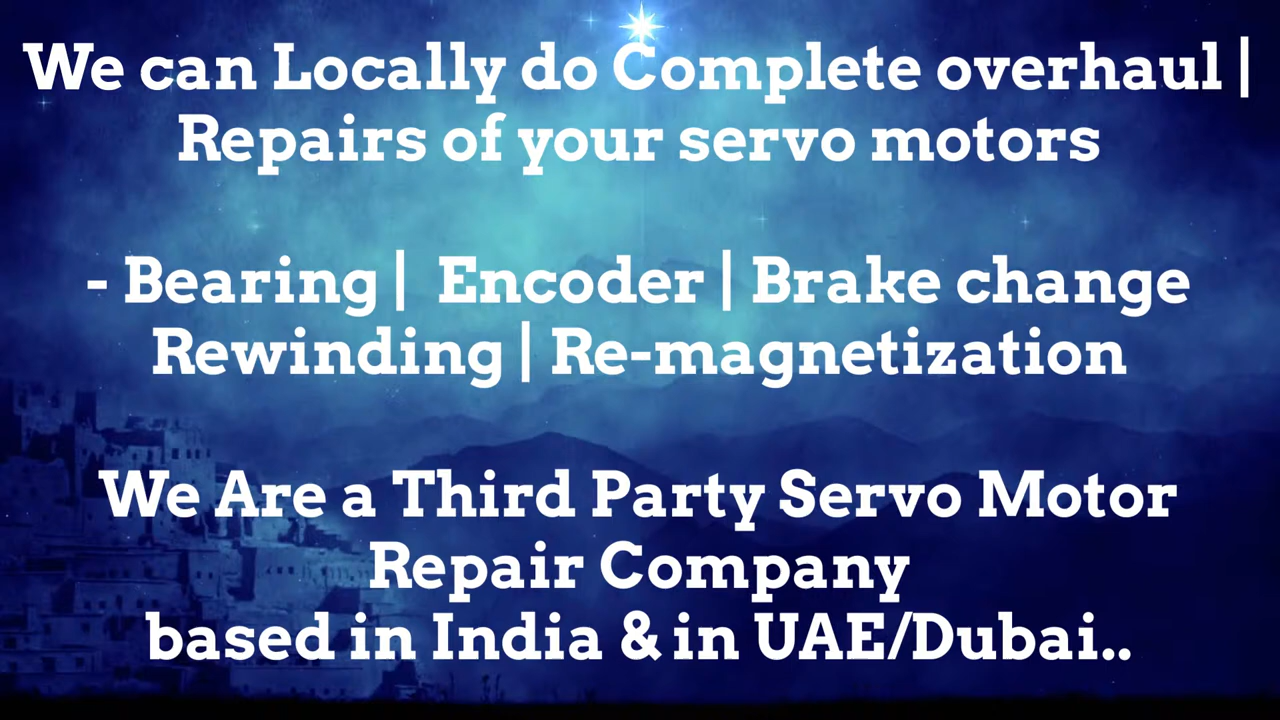 We can Locally do Complete overhaul |
Repairs of your servo motors
- Bearing | Encoder | Brake change
Rewinding | Re-magnetization
We Are a Third Party Servo Motor
Repair Company
based in India & in UAE/Dubai..